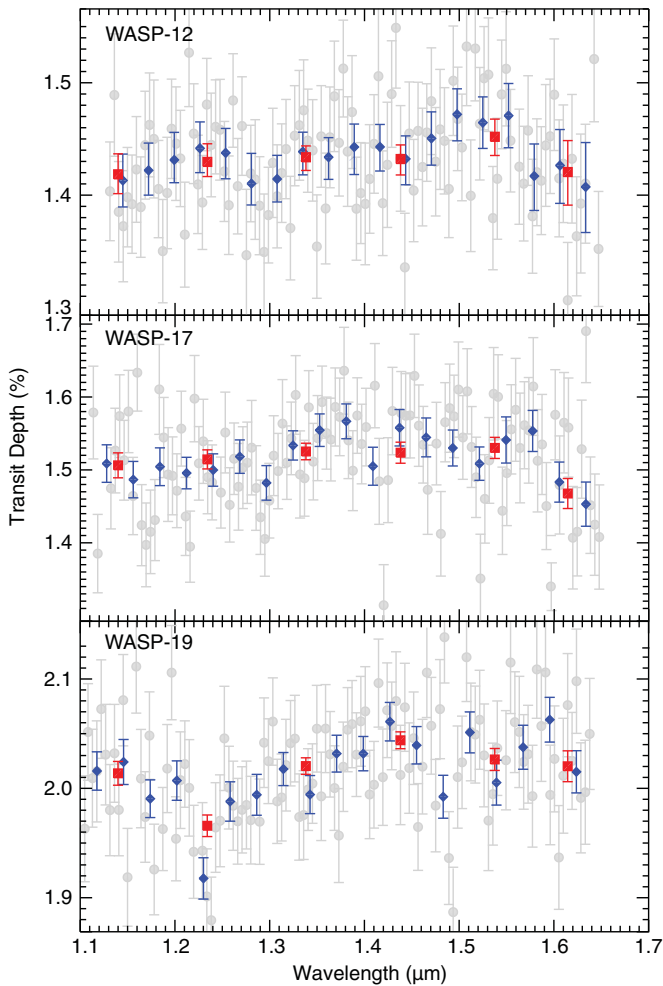 WASP-12
1.5
1.4
1.3
WASP-17
1.7
1.6
1.5
1.4
Transit Depth (%)
WASP-19
2.1
2.0
1.9
1.1 1.2 1.3 1.4 1.5 1.6 1.7
Wavelength (μm)